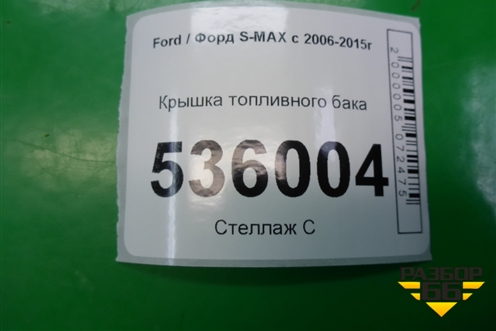 Ford / Форд S-MAX с 2006-2015г
Крышка топливного бака
536004
Стеллаж С
2000005072475
РАЗБОР
66